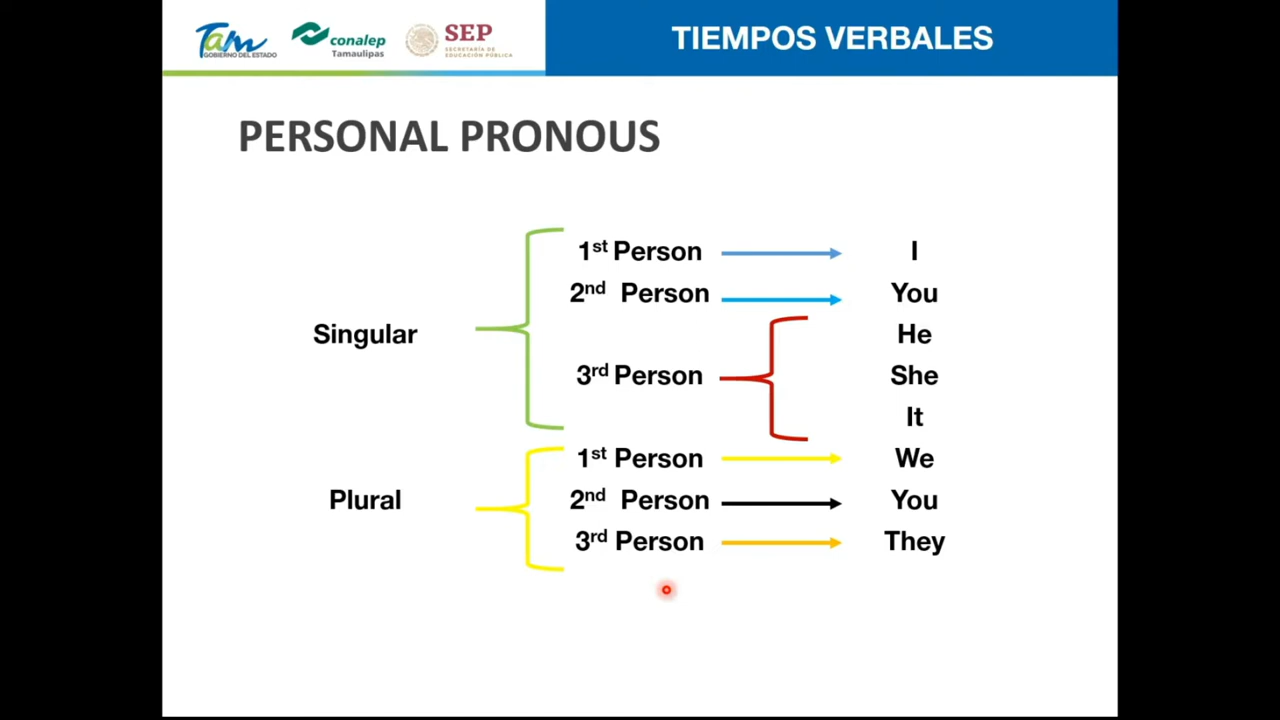 Tam
GOBIERNO DEL ESTADO
conalep
Tamaulipas
SEP
SECRETARÍA DE
EDUCACIÓN PÚBLICA
TIEMPOS VERBALES
PERSONAL PRONOUS
Singular
1st Person I
2nd Person You
3rd Person
He
She
It
Plural
1st Person We
2nd Person You
3rd Person They